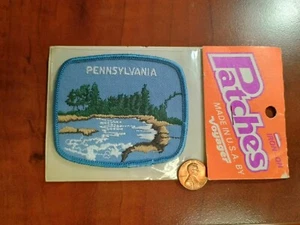 PENNSYLVANIA
Patches
MADE IN U.S.A. BY
Voyager